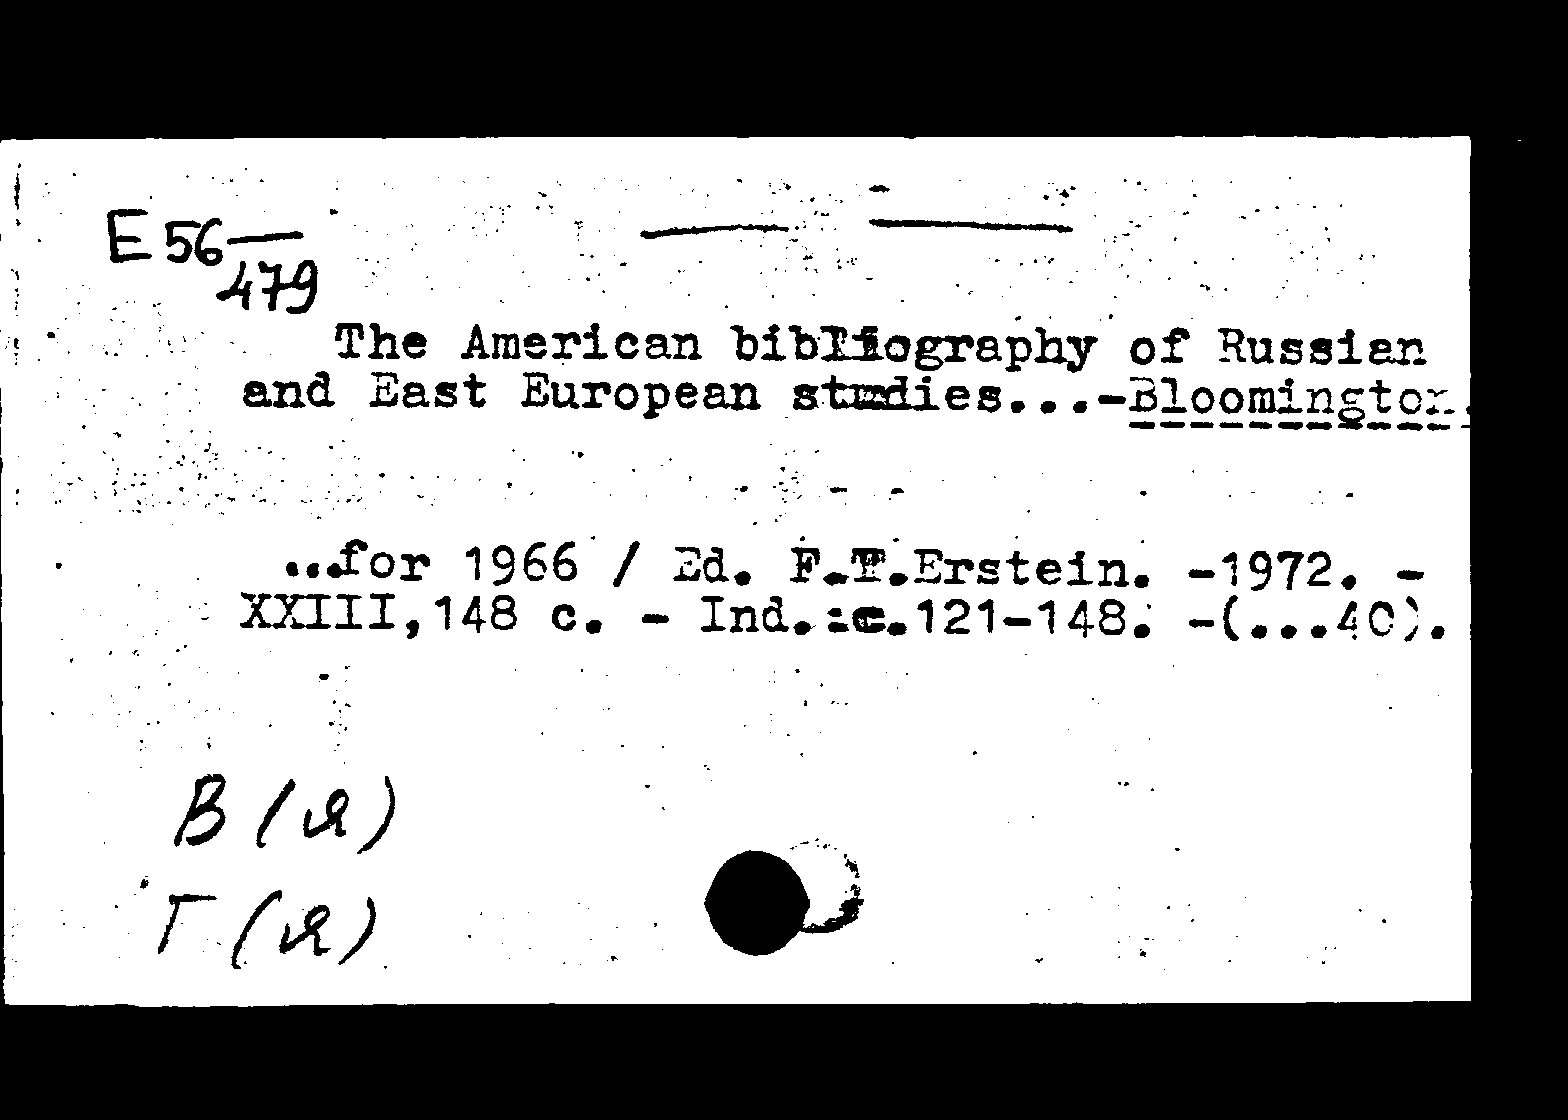 E 56
479
The American bibliography of Russian
and East European studies...-Bloomington.
...for 1966 / Ed. F.T.Erstein. -1972. -
XXIII,148 c. - Ind.:c.121-148. -(...40).
В (я)
Г (я)